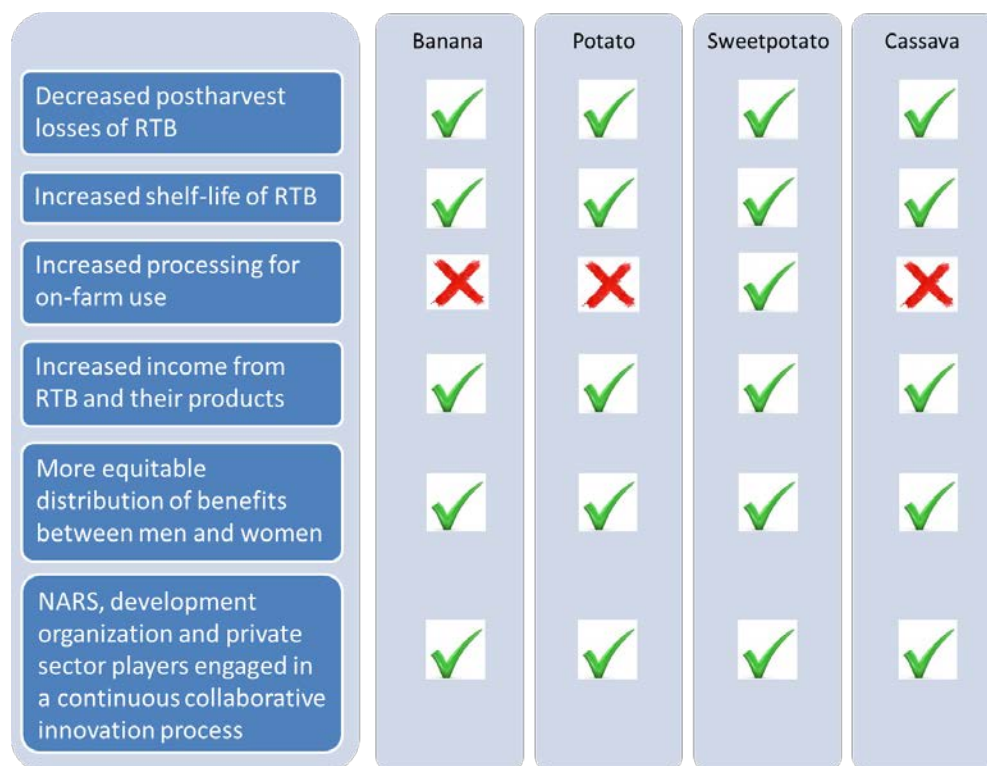 Banana
Potato
Sweetpotato
Cassava
Decreased postharvest
losses of RTB
Increased shelf-life of RTB
Increased processing for
on-farm use
Increased income from
RTB and their products
More equitable
distribution of benefits
between men and women
NARS, development
organization and private
sector players engaged in
a continuous collaborative
innovation process